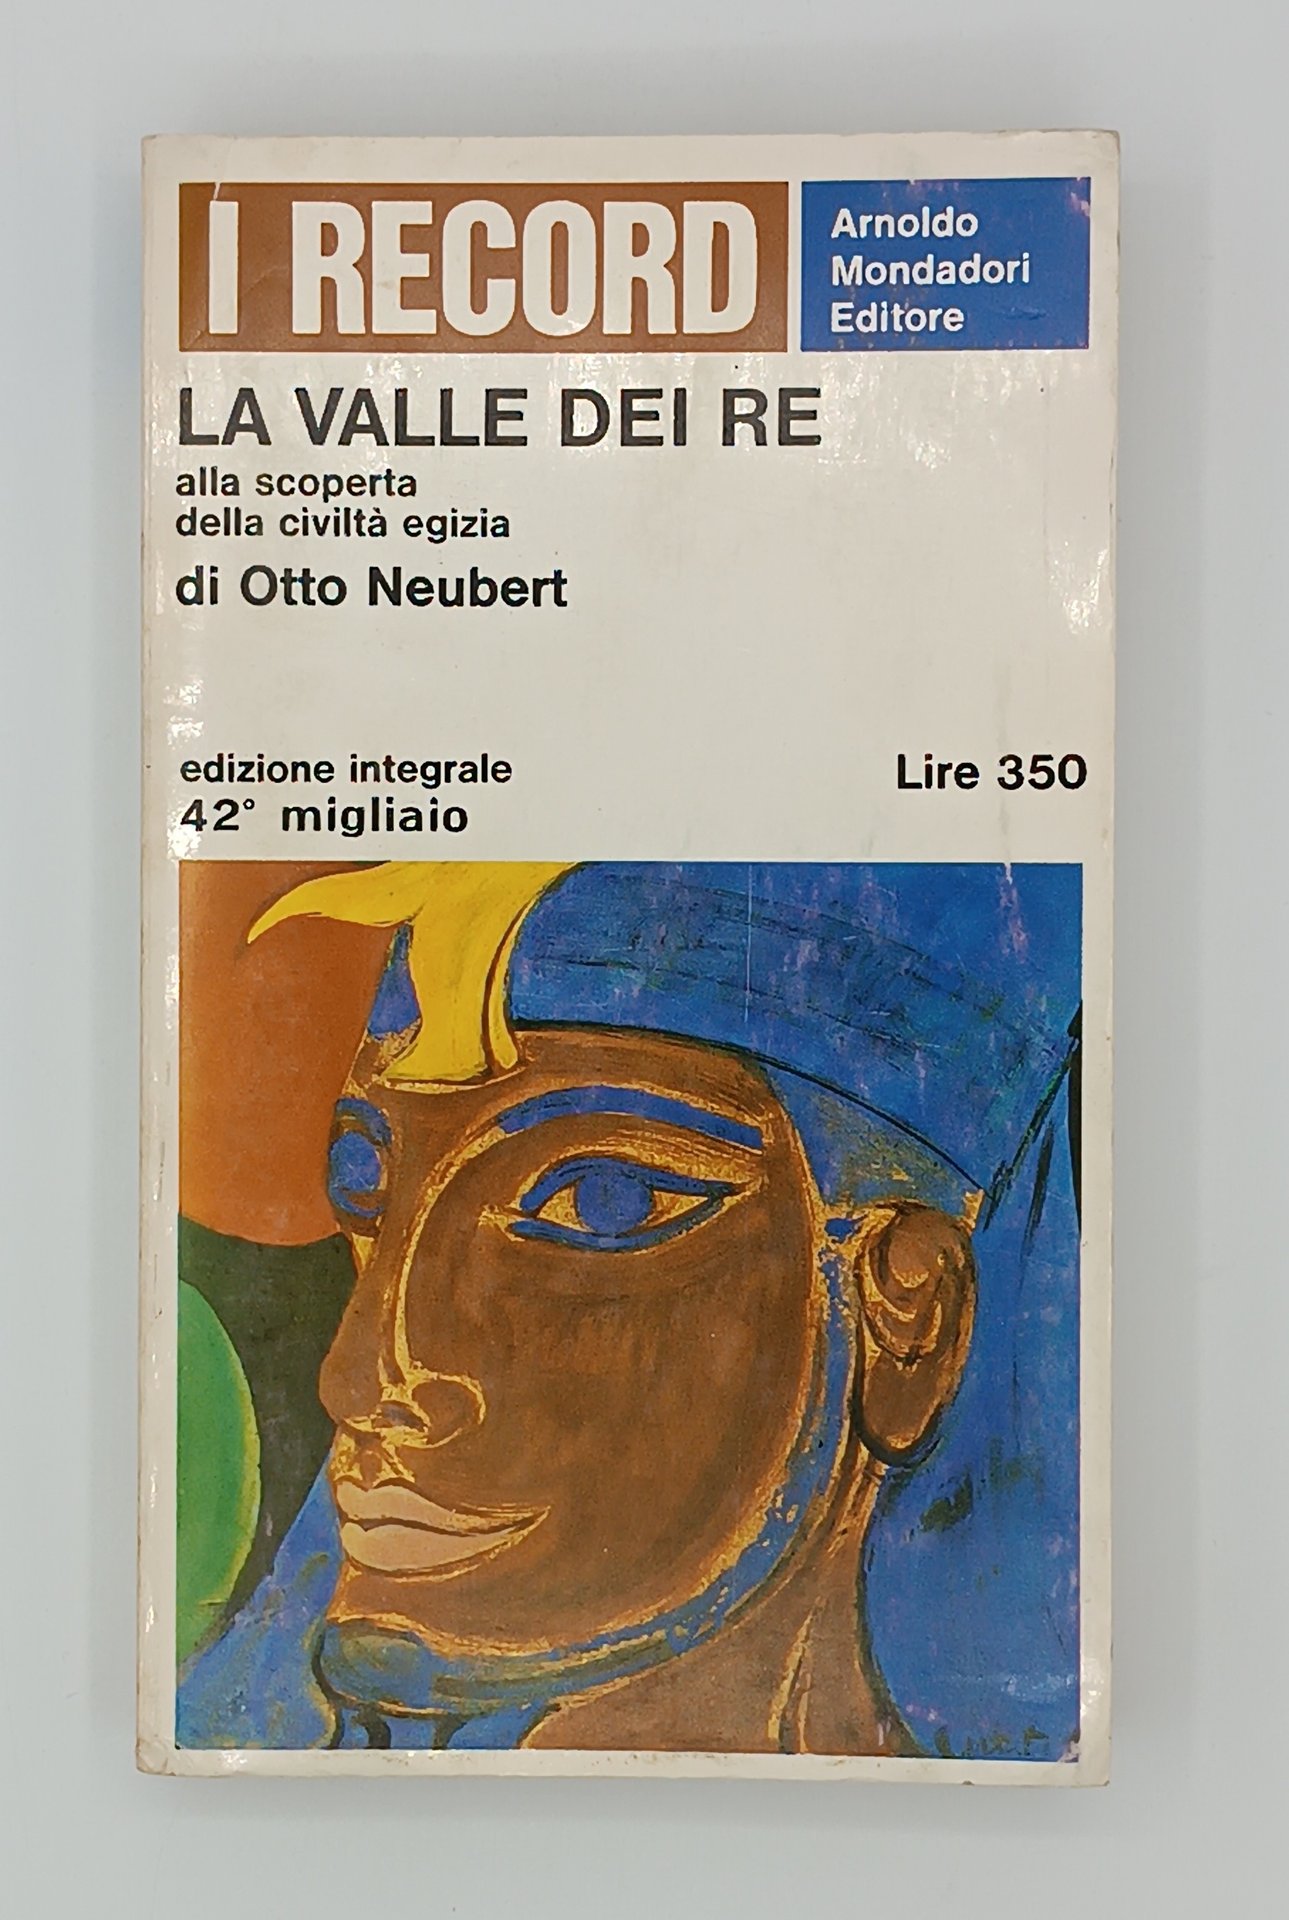 I RECORD
Arnoldo
Mondadori
Editore
LA VALLE DEI RE
alla scoperta
della civiltà egizia
di Otto Neubert
edizione integrale
42° migliaio
Lire 350